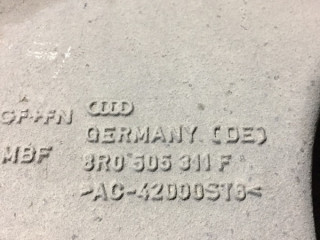 GF+FN
GERMANY (DE)
MBF
8R0 505 311 F
>AC-42000ST6<